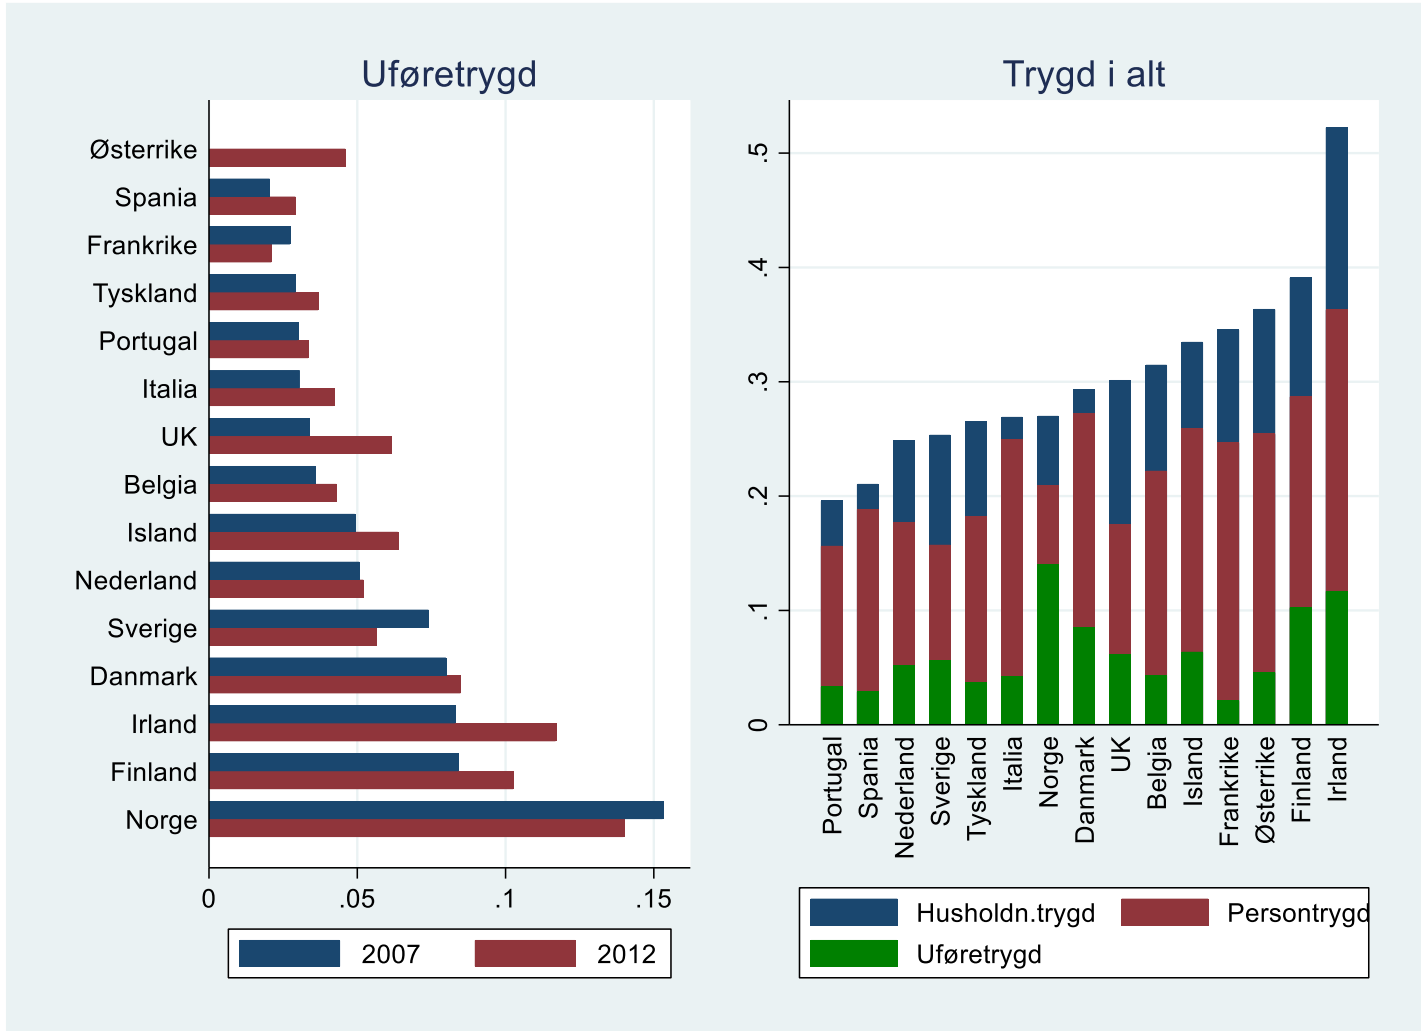 Uføretrygd
Østerrike
Spania
Frankrike
Tyskland
Portugal
Italia
UK
Belgia
Island
Nederland
Sverige
Danmark
Irland
Finland
Norge
0 .05 .1 .15
2007 2012
Trygd i alt
.5
.4
.3
.2
.1
0
Portugal
Spania
Nederland
Sverige
Tyskland
Italia
Norge
Danmark
UK
Belgia
Island
Frankrike
Østerrike
Finland
Irland
Husholdn.trygd Persontrygd
Uføretrygd